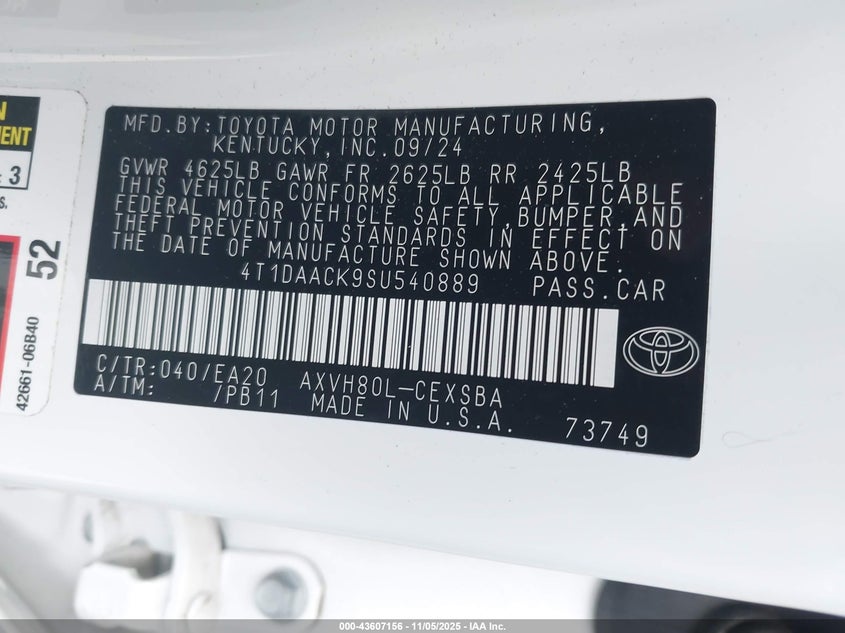 N
MENT
: 3
s.
52
42661-06B40
MFD.BY:TOYOTA MOTOR MANUFACTURING,
KENTUCKY,INC.09/24
GVWR 4625LB GAWR FR 2625LB RR 2425LB
THIS VEHICLE CONFORMS TO ALL APPLICABLE
FEDERAL MOTOR VEHICLE SAFETY,BUMPER,AND
THEFT PREVENTION STANDARDS IN EFFECT ON
THE DATE OF MANUFACTURE SHOWN ABOVE.
4T1DAACK9SU540889 PASS.CAR
C/TR:040/EA20 AXVH80L-CEXSBA
A/TM: /PB11 MADE IN U.S.A.
73749
000-43607156 - 11/05/2025 - IAA Inc.